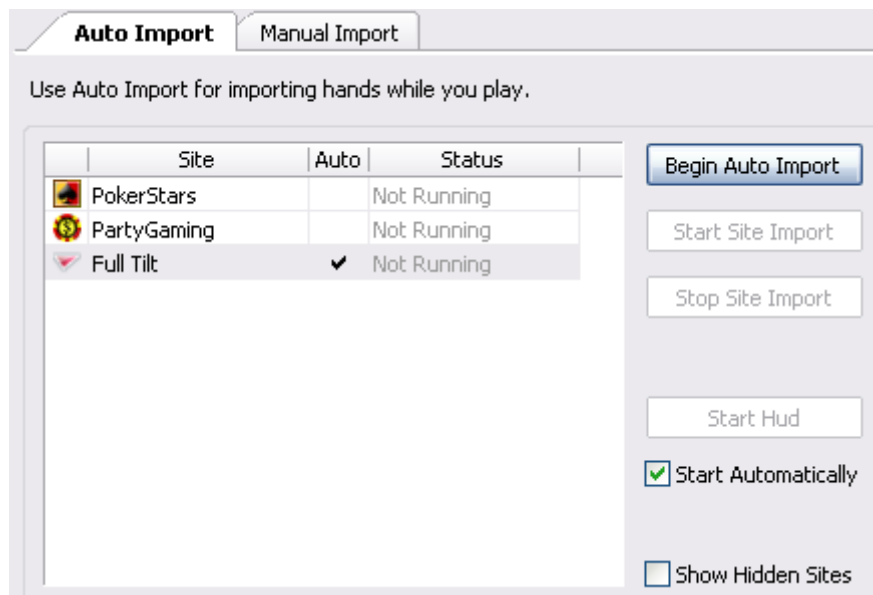 Auto Import Manual Import
Use Auto Import for importing hands while you play.
Site Auto Status
PokerStars Not Running
PartyGaming Not Running
Full Tilt Not Running
Begin Auto Import
Start Site Import
Stop Site Import
Start Hud
Start Automatically
Show Hidden Sites